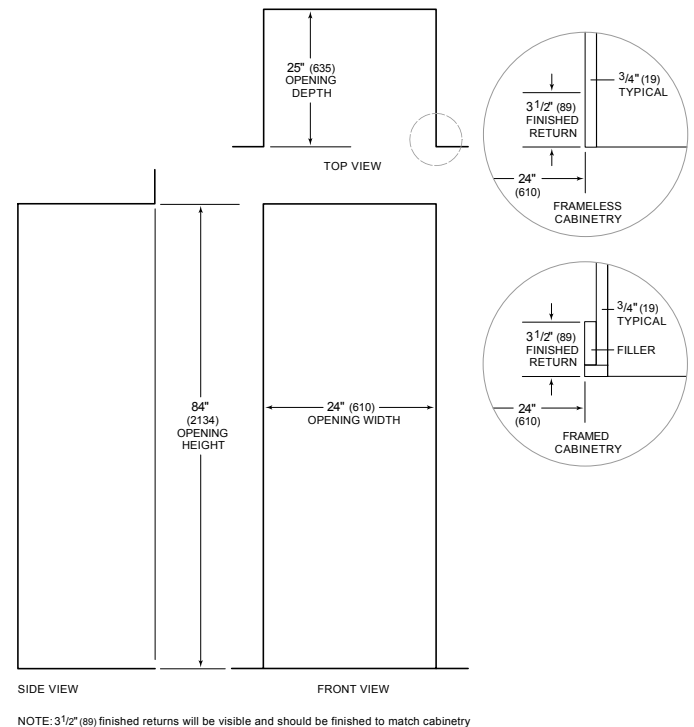 25" (635)
OPENING
DEPTH
TOP VIEW
3/4" (19)
TYPICAL
3 1/2" (89)
FINISHED
RETURN
24"
(610)
FRAMELESS
CABINETRY
3/4" (19)
TYPICAL
3 1/2" (89)
FINISHED
RETURN
FILLER
24"
(610)
FRAMED
CABINETRY
84"
(2134)
OPENING
HEIGHT
24" (610)
OPENING WIDTH
SIDE VIEW
FRONT VIEW
NOTE: 3 1/2" (89) finished returns will be visible and should be finished to match cabinetry